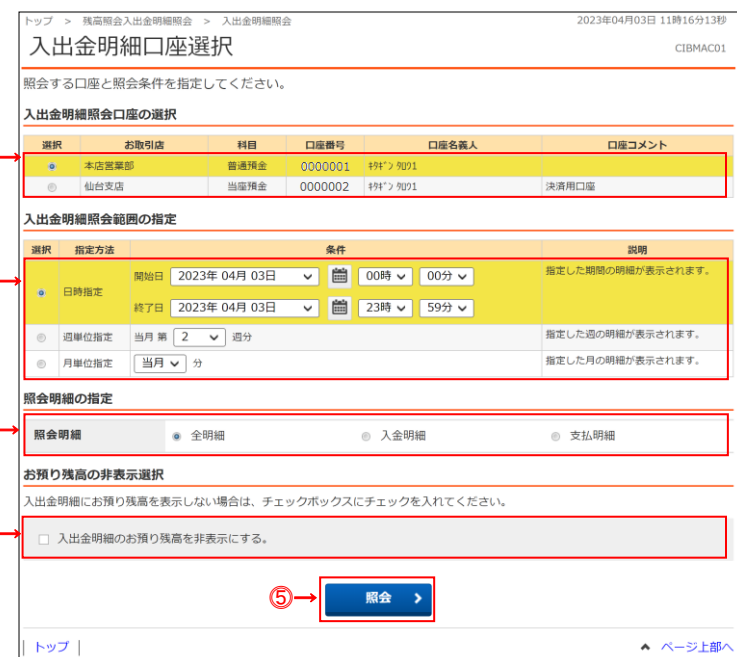 トップ > 残高照会入出金明細照会 > 入出金明細照会 2023年04月03日 11時16分13秒
入出金明細口座選択 CIBMAC01
照会する口座と照会条件を指定してください。
入出金明細照会口座の選択
選択 お取引店 科目 口座番号 口座名義人 口座コメント
本店営業部 普通預金 0000001 ｷﾀｷﾞﾝ ﾀﾛｳ1
仙台支店 当座預金 0000002 ｷﾀｷﾞﾝ ﾀﾛｳ1 決済用口座
入出金明細照会範囲の指定
選択 指定方法 条件 説明
日時指定 開始日 2023年 04月 03日 00時 00分 指定した期間の明細が表示されます。
終了日 2023年 04月 03日 23時 59分
週単位指定 当月 第 2 週分 指定した週の明細が表示されます。
月単位指定 当月 分 指定した月の明細が表示されます。
照会明細の指定
照会明細 全明細 入金明細 支払明細
お預り残高の非表示選択
入出金明細にお預り残高を表示しない場合は、チェックボックスにチェックを入れてください。
入出金明細のお預り残高を非表示にする。
⑤→ 照会
トップ ページ上部へ